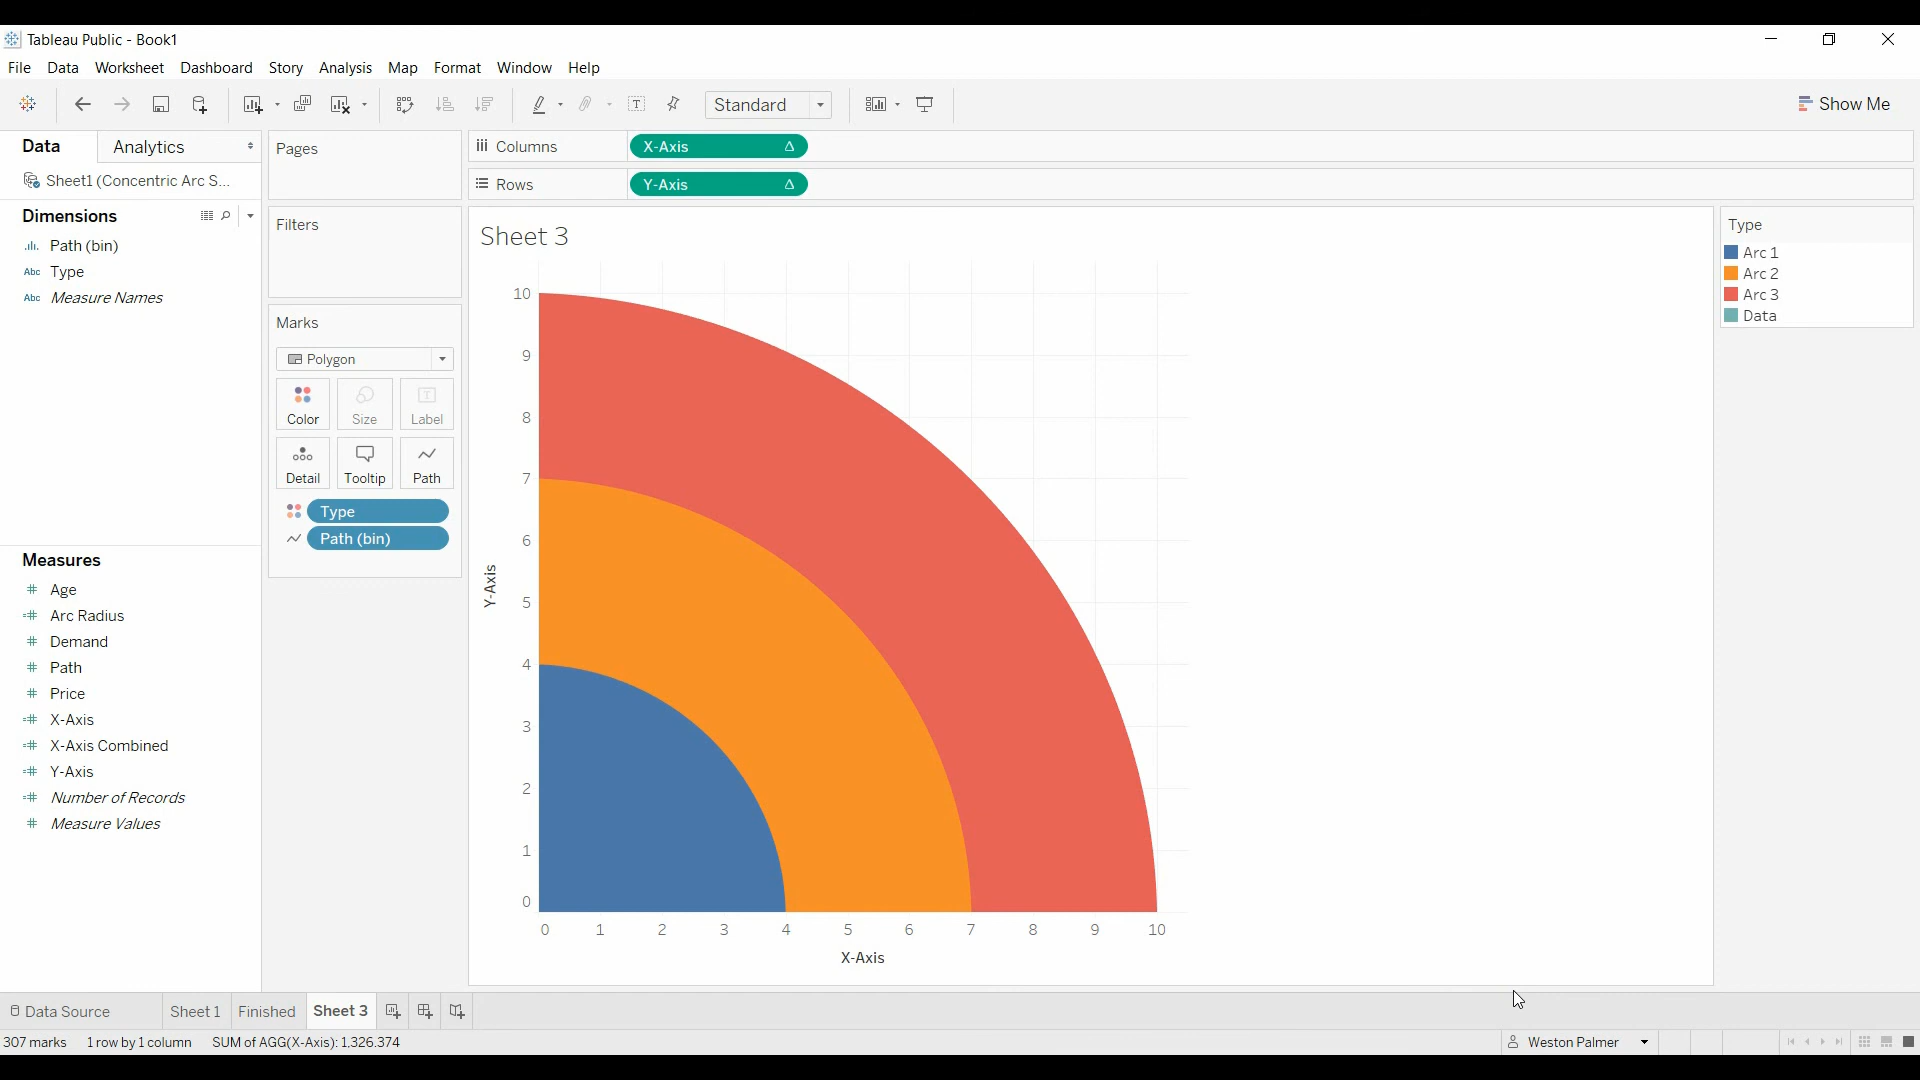 Tableau Public - Book1
File Data Worksheet Dashboard Story Analysis Map Format Window Help
Standard
Show Me
Data Analytics
Sheet1 (Concentric Arc S...
Dimensions
Path (bin)
Abc Type
Abc Measure Names
Measures
Age
Arc Radius
Demand
Path
Price
X-Axis
X-Axis Combined
Y-Axis
Number of Records
Measure Values
Pages
Filters
Marks
Polygon
Color Size Label
Detail Tooltip Path
Type
Path (bin)
Columns X-Axis Δ
Rows Y-Axis Δ
Sheet 3
10
9
8
7
6
5
4
3
2
1
0
Y-Axis
0 1 2 3 4 5 6 7 8 9 10
X-Axis
Type
Arc 1
Arc 2
Arc 3
Data
Data Source Sheet 1 Finished Sheet 3
307 marks 1 row by 1 column SUM of AGG(X-Axis): 1,326.374
Weston Palmer